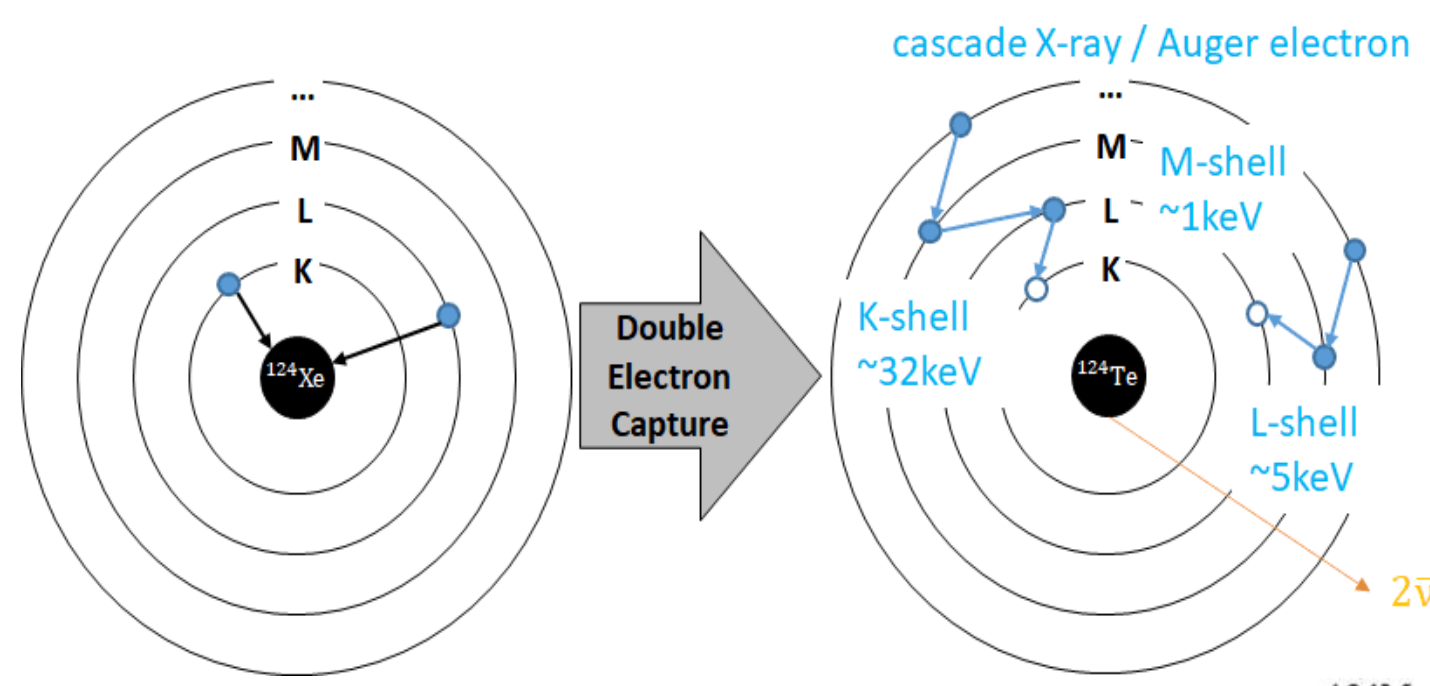 cascade X-ray / Auger electron
...
M
L
K
¹²⁴Xe
Double
Electron
Capture
...
M
L
K
M-shell
~1keV
K-shell
~32keV
¹²⁴Te
L-shell
~5keV
2ν̄